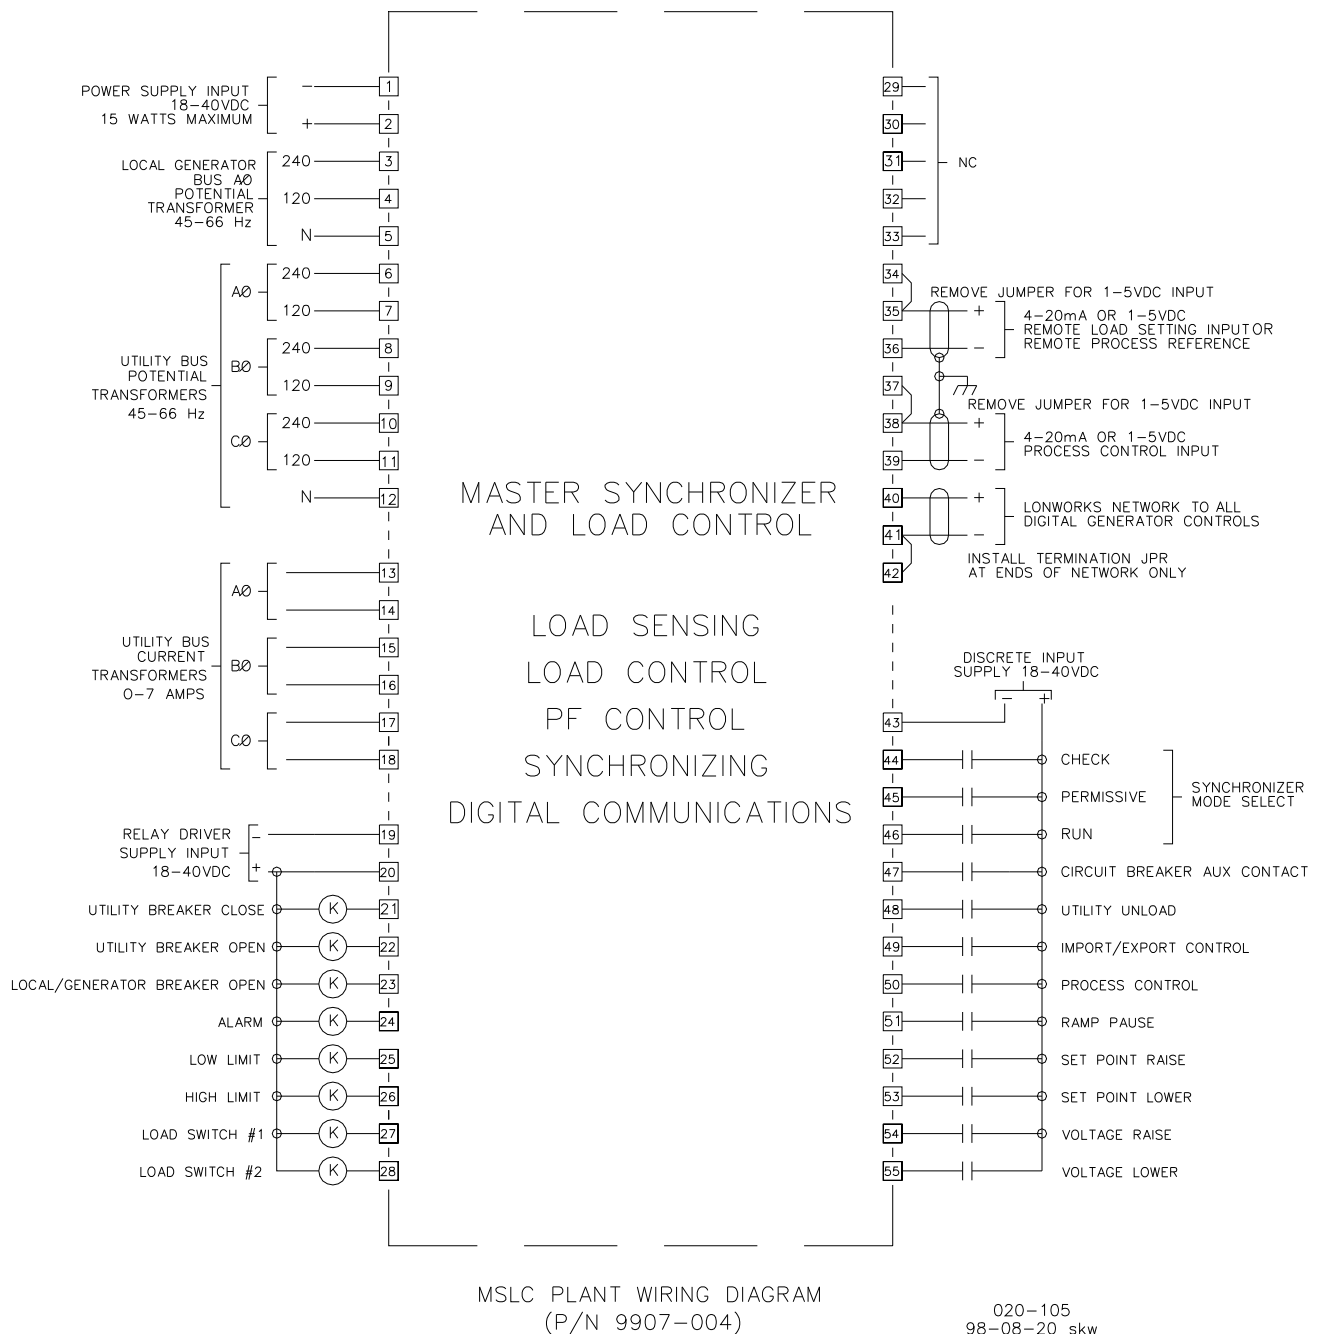 POWER SUPPLY INPUT
18-40VDC
15 WATTS MAXIMUM
-
1
+
2
LOCAL GENERATOR
BUS AØ
POTENTIAL
TRANSFORMER
45-66 Hz
240
3
120
4
N
5
UTILITY BUS
POTENTIAL
TRANSFORMERS
45-66 Hz
AØ
240
6
120
7
BØ
240
8
120
9
CØ
240
10
120
11
N
12
UTILITY BUS
CURRENT
TRANSFORMERS
0-7 AMPS
AØ
13
14
BØ
15
16
CØ
17
18
RELAY DRIVER
SUPPLY INPUT
18-40VDC
-
19
+
20
UTILITY BREAKER CLOSE
K
21
UTILITY BREAKER OPEN
K
22
LOCAL/GENERATOR BREAKER OPEN
K
23
ALARM
K
24
LOW LIMIT
K
25
HIGH LIMIT
K
26
LOAD SWITCH #1
K
27
LOAD SWITCH #2
K
28
MASTER SYNCHRONIZER
AND LOAD CONTROL
LOAD SENSING
LOAD CONTROL
PF CONTROL
SYNCHRONIZING
DIGITAL COMMUNICATIONS
29
30
31
32
33
NC
34
REMOVE JUMPER FOR 1-5VDC INPUT
35
+
36
-
4-20mA OR 1-5VDC
REMOTE LOAD SETTING INPUT OR
REMOTE PROCESS REFERENCE
37
REMOVE JUMPER FOR 1-5VDC INPUT
38
+
39
-
4-20mA OR 1-5VDC
PROCESS CONTROL INPUT
40
+
41
-
LONWORKS NETWORK TO ALL
DIGITAL GENERATOR CONTROLS
42
INSTALL TERMINATION JPR
AT ENDS OF NETWORK ONLY
DISCRETE INPUT
SUPPLY 18-40VDC
- +
43
44
CHECK
45
PERMISSIVE
46
RUN
SYNCHRONIZER
MODE SELECT
47
CIRCUIT BREAKER AUX CONTACT
48
UTILITY UNLOAD
49
IMPORT/EXPORT CONTROL
50
PROCESS CONTROL
51
RAMP PAUSE
52
SET POINT RAISE
53
SET POINT LOWER
54
VOLTAGE RAISE
55
VOLTAGE LOWER
MSLC PLANT WIRING DIAGRAM
(P/N 9907-004)
020-105
98-08-20 skw